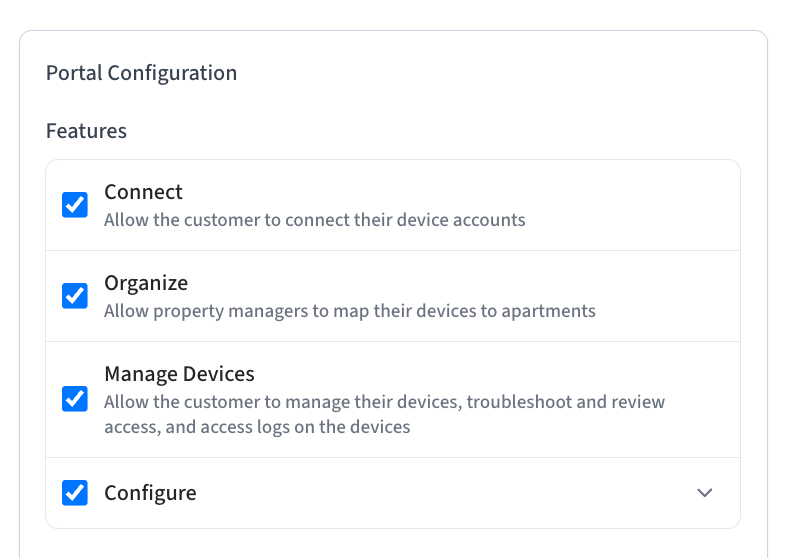 Portal Configuration
Features
Connect
Allow the customer to connect their device accounts
Organize
Allow property managers to map their devices to apartments
Manage Devices
Allow the customer to manage their devices, troubleshoot and review
access, and access logs on the devices
Configure